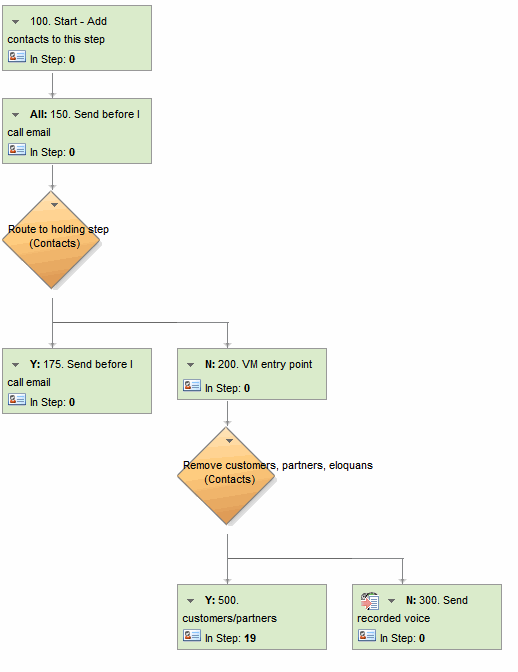 100. Start - Add
contacts to this step
In Step: 0
All: 150. Send before I
call email
In Step: 0
Route to holding step
(Contacts)
Y: 175. Send before I
call email
In Step: 0
N: 200. VM entry point
In Step: 0
Remove customers, partners, eloquans
(Contacts)
Y: 500.
customers/partners
In Step: 19
N: 300. Send
recorded voice
In Step: 0